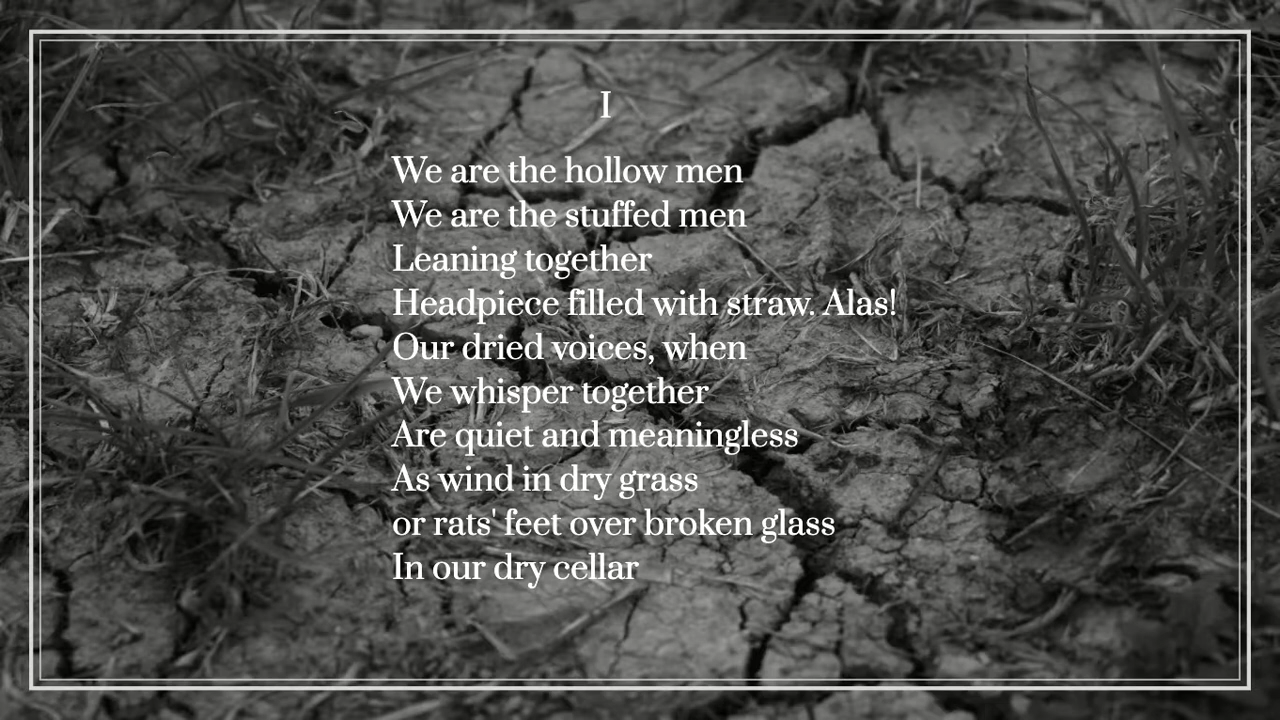 I
We are the hollow men
We are the stuffed men
Leaning together
Headpiece filled with straw. Alas!
Our dried voices, when
We whisper together
Are quiet and meaningless
As wind in dry grass
or rats' feet over broken glass
In our dry cellar